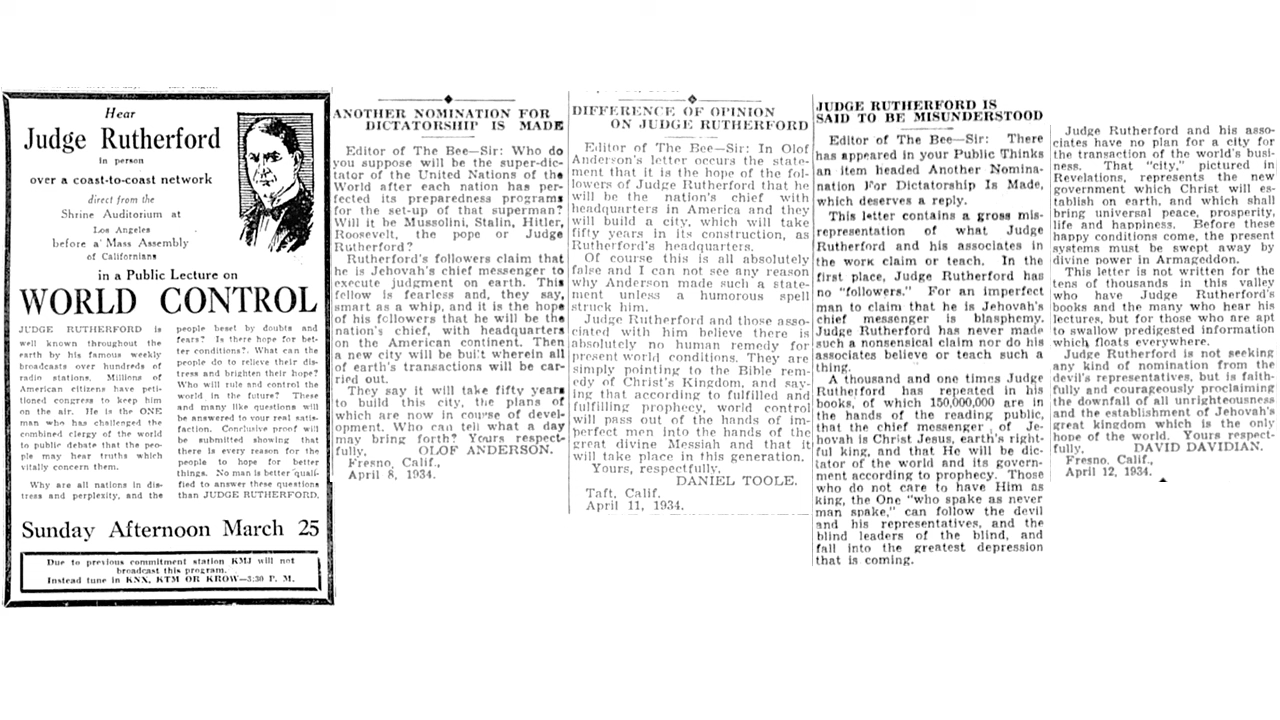 Hear
Judge Rutherford
in person
over a coast-to-coast network
direct from the
Shrine Auditorium at
Los Angeles
before a Mass Assembly
of Californians
in a Public Lecture on
WORLD CONTROL
JUDGE RUTHERFORD is
well known throughout the
earth by his famous weekly
broadcasts over hundreds of
radio stations. Millions of
American citizens have peti-
tioned congress to keep him
on the air. He is the ONE
man who has challenged the
combined clergy of the world
to public debate that the peo-
ple may hear truths which
vitally concern them.
Why are all nations in dis-
tress and perplexity, and the
people beset by doubts and
fears? Is there hope for bet-
ter conditions? What can the
people do to relieve their dis-
tress and brighten their hope?
Who will rule and control the
world in the future? These
and many like questions will
be answered to your real satis-
faction. Conclusive proof will
be submitted showing that
there is every reason for the
people to hope for better
things. No man is better quali-
fied to answer these questions
than JUDGE RUTHERFORD.
Sunday Afternoon March 25
Due to previous commitment station KMJ will not
broadcast this program.
Instead tune in KNX, KTM OR KROW—3:30 P. M.
ANOTHER NOMINATION FOR
DICTATORSHIP IS MADE
Editor of The Bee—Sir: Who do
you suppose will be the super-dic-
tator of the United Nations of the
World after each nation has per-
fected its preparedness programs
for the set-up of that superman?
Will it be Mussolini, Stalin, Hitler,
Roosevelt, the pope or Judge
Rutherford?
Rutherford's followers claim that
he is Jehovah's chief messenger to
execute judgment on earth. This
fellow is fearless and, they say,
smart as a whip, and it is the hope
of his followers that he will be the
nation's chief, with headquarters
on the American continent. Then
a new city will be built wherein all
of earth's transactions will be car-
ried out.
They say it will take fifty years
to build this city, the plans of
which are now in course of devel-
opment. Who can tell what a day
may bring forth? Yours respect-
fully, OLOF ANDERSON.
Fresno, Calif.,
April 8, 1934.
DIFFERENCE OF OPINION
ON JUDGE RUTHERFORD
Editor of The Bee—Sir: In Olof
Anderson's letter occurs the state-
ment that it is the hope of the fol-
lowers of Judge Rutherford that he
will be the nation's chief with
headquarters in America and they
will build a city, which will take
fifty years in its construction, as
Rutherford's headquarters.
Of course this is all absolutely
false and I can not see any reason
why Anderson made such a state-
ment unless a humorous spell
struck him.
Judge Rutherford and those asso-
ciated with him believe there is
absolutely no human remedy for
present world conditions. They are
simply pointing to the Bible rem-
edy of Christ's Kingdom, and say-
ing that according to fulfilled and
fulfilling prophecy, world control
will pass out of the hands of im-
perfect men into the hands of the
great divine Messiah and that it
will take place in this generation.
Yours, respectfully,
DANIEL TOOLE.
Taft, Calif.
April 11, 1934.
JUDGE RUTHERFORD IS
SAID TO BE MISUNDERSTOOD
Editor of The Bee—Sir: There
has appeared in your Public Thinks
an item headed Another Nomina-
nation For Dictatorship Is Made,
which deserves a reply.
This letter contains a gross mis-
representation of what Judge
Rutherford and his associates in
the work claim or teach. In the
first place, Judge Rutherford has
no "followers." For an imperfect
man to claim that he is Jehovah's
chief messenger is blasphemy.
Judge Rutherford has never made
such a nonsensical claim nor do his
associates believe or teach such a
thing.
A thousand and one times Judge
Rutherford has repeated in his
books, of which 150,000,000 are in
the hands of the reading public,
that the chief messenger of Je-
hovah is Christ Jesus, earth's right-
ful king, and that He will be dic-
tator of the world and its govern-
ment according to prophecy. Those
who do not care to have Him as
king, the One "who spake as never
man spake," can follow the devil
and his representatives, and the
blind leaders of the blind, and
fall into the greatest depression
that is coming.
Judge Rutherford and his asso-
ciates have no plan for a city for
the transaction of the world's busi-
ness. That "city," pictured in
Revelations, represents the new
government which Christ will es-
tablish on earth, and which shall
bring universal peace, prosperity,
life and happiness. Before these
happy conditions come, the present
systems must be swept away by
divine power in Armageddon.
This letter is not written for the
tens of thousands in this valley
who have Judge Rutherford's
books and the many who hear his
lectures, but for those who are apt
to swallow predigested information
which floats everywhere.
Judge Rutherford is not seeking
any kind of nomination from the
devil's representatives, but is faith-
fully and courageously proclaiming
the downfall of all unrighteousness
and the establishment of Jehovah's
great kingdom which is the only
hope of the world. Yours respect-
fully, DAVID DAVIDIAN.
Fresno, Calif.,
April 12, 1934.